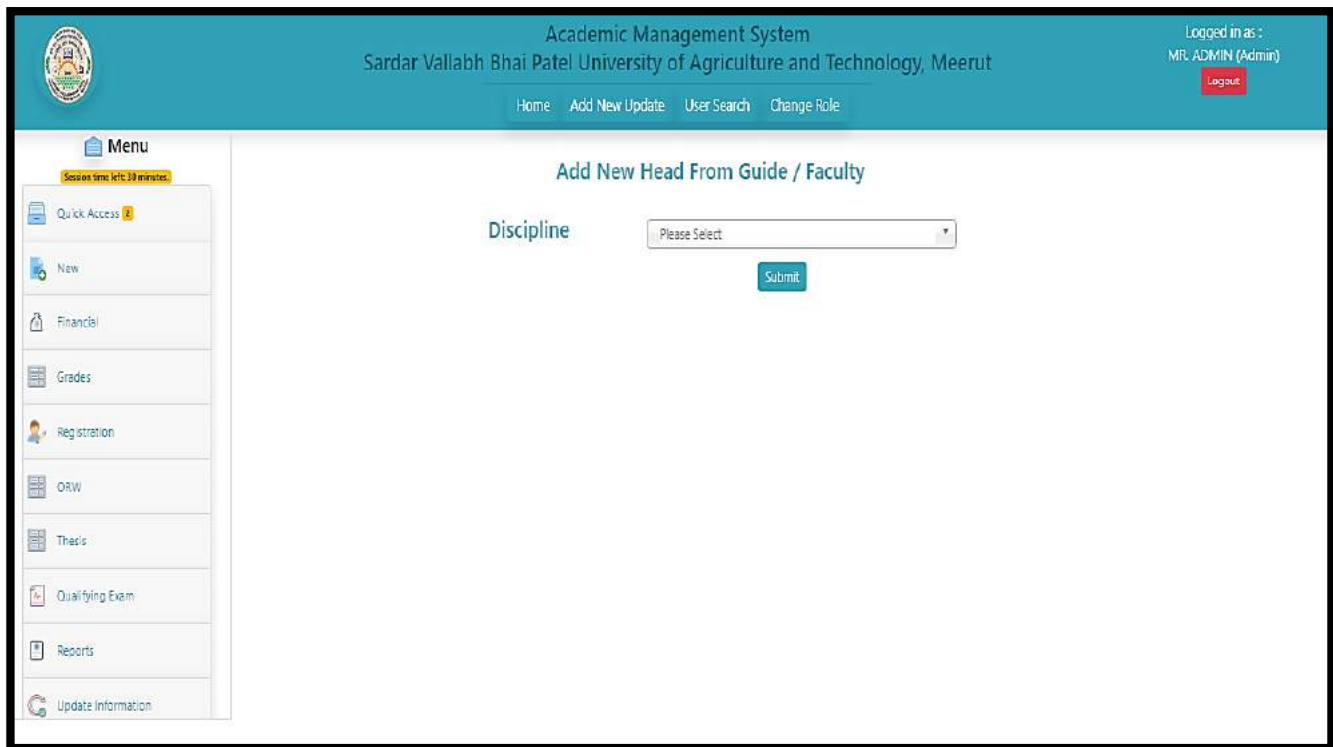 Academic Management System
Sardar Vallabh Bhai Patel University of Agriculture and Technology, Meerut
Home Add New Update User Search Change Role
Logged in as :
MR. ADMIN (Admin)
Logout
Menu
Session time left: 30 minutes.
Quick Access 2
New
Financial
Grades
Registration
ORW
Thesis
Qualifying Exam
Reports
Update Information
Add New Head From Guide / Faculty
Discipline Please Select
Submit